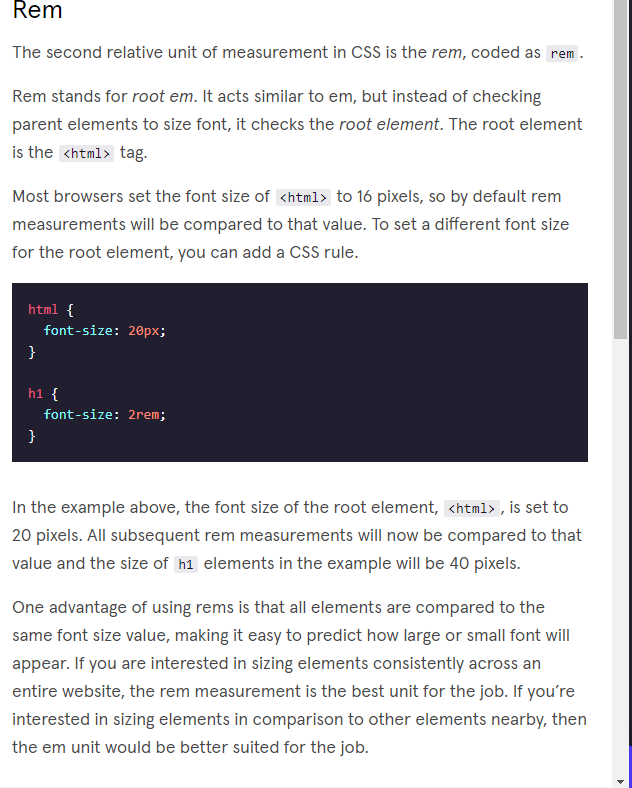 Rem
The second relative unit of measurement in CSS is the rem, coded as rem.
Rem stands for root em. It acts similar to em, but instead of checking
parent elements to size font, it checks the root element. The root element
is the <html> tag.
Most browsers set the font size of <html> to 16 pixels, so by default rem
measurements will be compared to that value. To set a different font size
for the root element, you can add a CSS rule.
html {
  font-size: 20px;
}
h1 {
  font-size: 2rem;
}
In the example above, the font size of the root element, <html>, is set to
20 pixels. All subsequent rem measurements will now be compared to that
value and the size of h1 elements in the example will be 40 pixels.
One advantage of using rems is that all elements are compared to the
same font size value, making it easy to predict how large or small font will
appear. If you are interested in sizing elements consistently across an
entire website, the rem measurement is the best unit for the job. If you’re
interested in sizing elements in comparison to other elements nearby, then
the em unit would be better suited for the job.